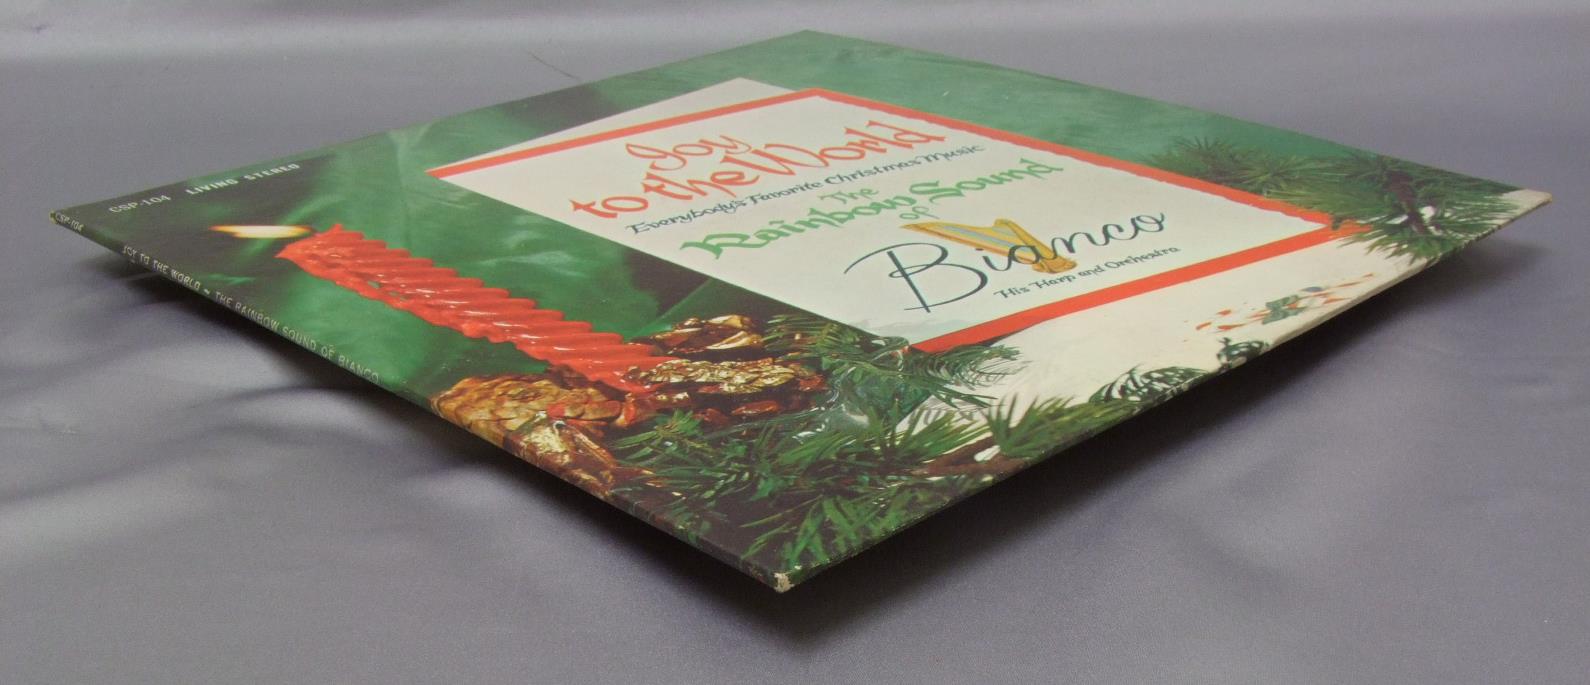 CSP-104 LIVING STEREO
Joy
to the World
Everybody's Favorite Christmas Music
The
Rainbow Sound
of
Bianco
His Harp and Orchestra
CSP-104 JOY TO THE WORLD ~ THE RAINBOW SOUND OF BIANCO